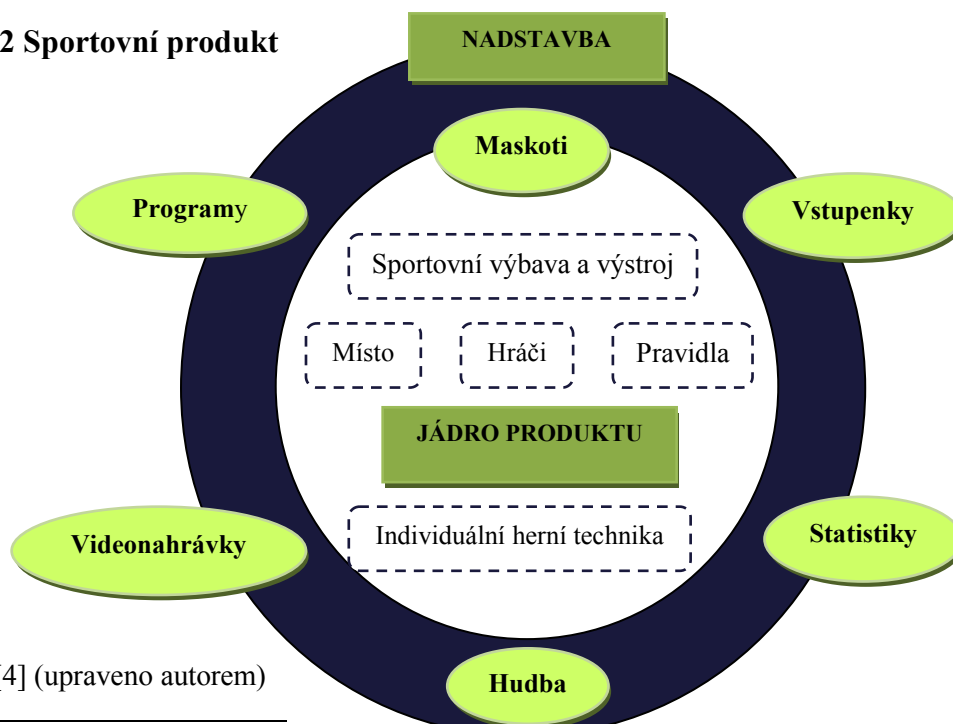 2 Sportovní produkt
NADSTAVBA
Maskoti
Programy
Vstupenky
Sportovní výbava a výstroj
Místo
Hráči
Pravidla
JÁDRO PRODUKTU
Individuální herní technika
Videonahrávky
Statistiky
[4] (upraveno autorem)
Hudba